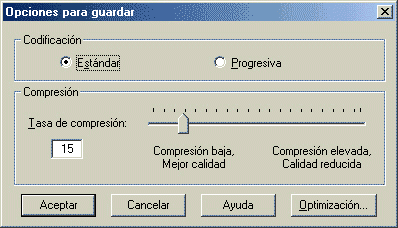 Opciones para guardar
Codificación
Estándar
Progresiva
Compresión
Tasa de compresión:
15
Compresión baja,
Mejor calidad
Compresión elevada,
Calidad reducida
Aceptar
Cancelar
Ayuda
Optimización...